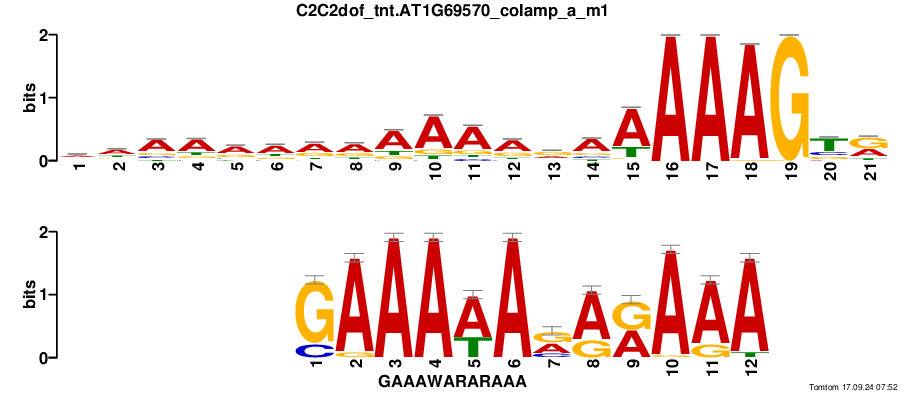 C2C2dof_tnt.AT1G69570_colamp_a_m1
bits
2
1
0
1 2 3 4 5 6 7 8 9 10 11 12 13 14 15 16 17 18 19 20 21
bits
2
1
0
1 2 3 4 5 6 7 8 9 10 11 12
GAAAWARARAAA
Tomtom 17.09.24 07:52